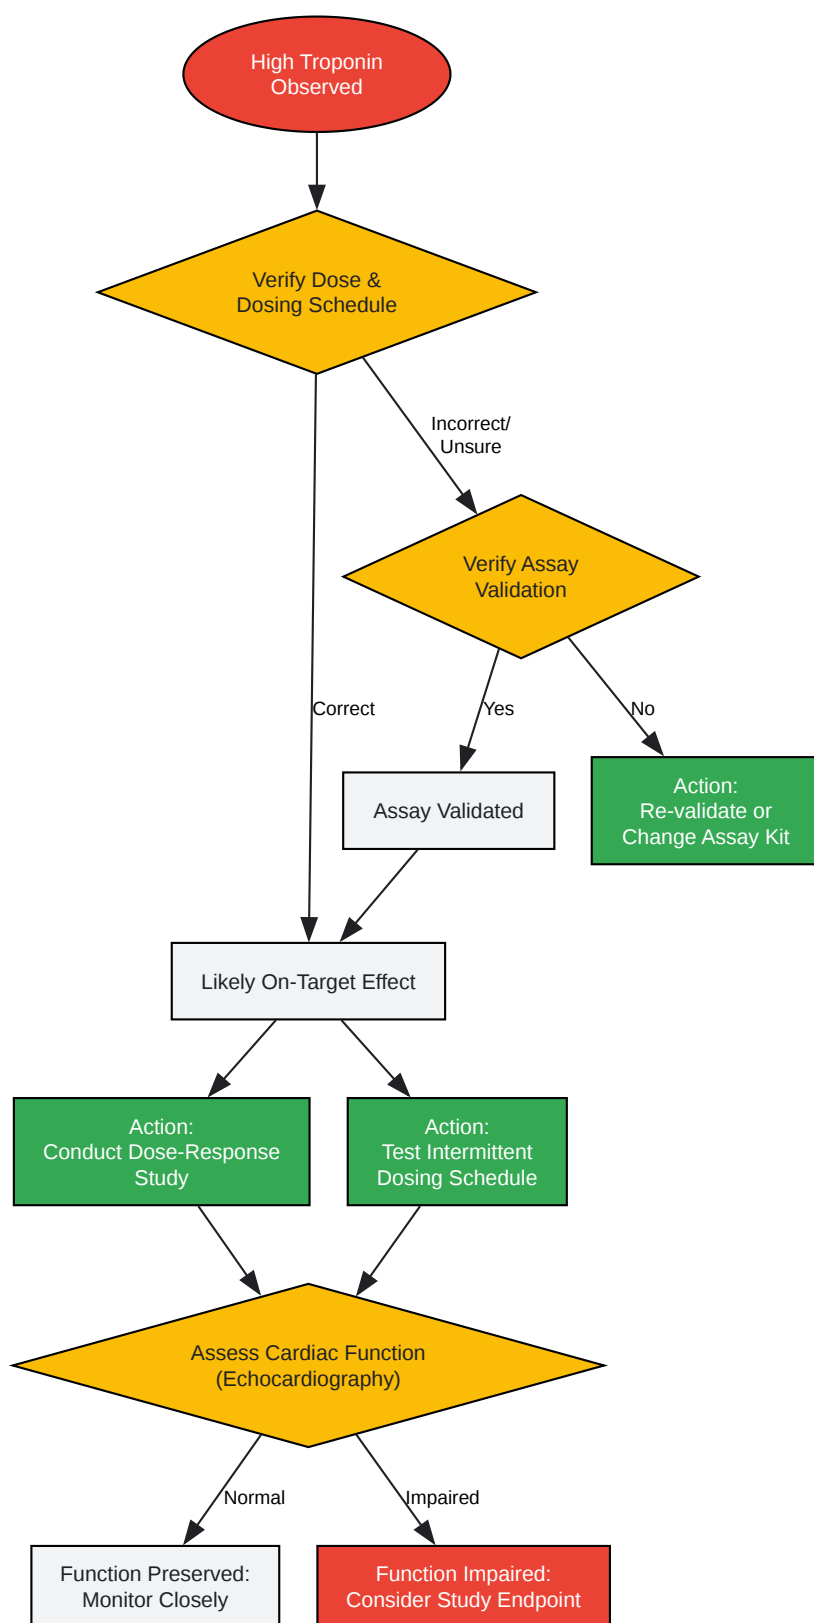 High Troponin
Observed
Verify Dose &
Dosing Schedule
Incorrect/
Unsure
Verify Assay
Validation
Correct
Yes
No
Action:
Re-validate or
Change Assay Kit
Assay Validated
Likely On-Target Effect
Action:
Conduct Dose-Response
Study
Action:
Test Intermittent
Dosing Schedule
Assess Cardiac Function
(Echocardiography)
Normal
Impaired
Function Preserved:
Monitor Closely
Function Impaired:
Consider Study Endpoint